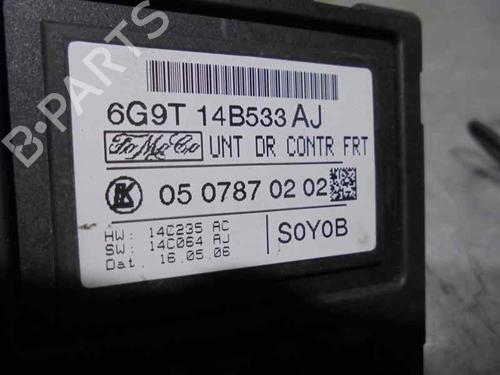 B-PARTS
6G9T 14B533 AJ
FoMoCo UNT DR CONTR FRT
K 05 0787 02 02
HW: 14C235 AC
SW: 14C064 AJ
Dat. 16.05.06
S0Y0B